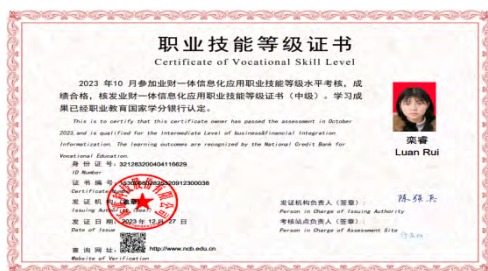 职业技能等级证书
Certificate of Vocational Skill Level
2023 年10 月参加业财一体信息化应用职业技能等级水平考核，成
绩合格，核发业财一体信息化应用职业技能等级证书（中级）。学习成
果已经职业教育国家学分银行认定。
This is to certify that this certificate owner has passed the assessment in October
2023,and is qualified for the Intermediate Level of business&financial Integration
Informatization. The learning outcomes are recognized by the National Credit Bank for
Vocational Education.
栾睿
Luan Rui
身 份 证 号：321283200404116629
ID Number
证 书 编 号：
Certificate Number
发 证 机 构：（盖章）
Issuing Authority (Seal)
发证机构负责人（签章）：
Person in Charge of Issuing Authority
发 证 日 期：2023 年 12 月 27 日
Date of Issue
考核站点负责人（签章）：
Person in Charge of Assessment Site
查 询 网 址：http://www.ncb.edu.cn
Website of Verification